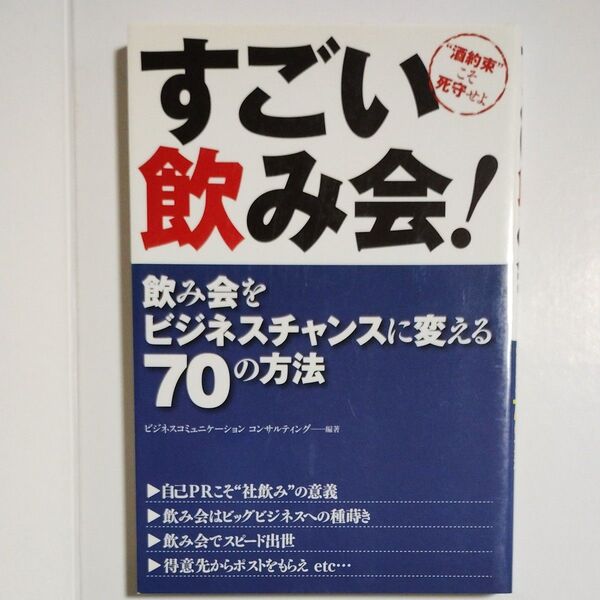 すごい
飲み会!
“酒約束”
こそ
死守せよ
飲み会を
ビジネスチャンスに変える
70の方法
ビジネスコミュニケーション コンサルティング──編著
▶自己PRこそ“社飲み”の意義
▶飲み会はビッグビジネスへの種蒔き
▶飲み会でスピード出世
▶得意先からポストをもらえ etc…